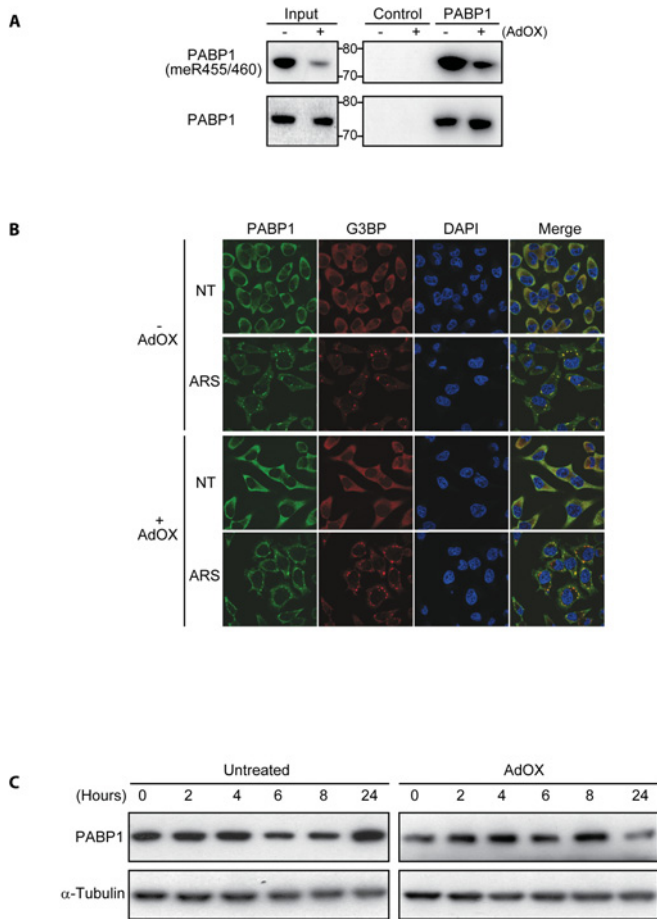 A
Input Control PABP1
- + - + - + (AdOX)
PABP1
(meR455/460)
80
70
PABP1
80
70
B
PABP1 G3BP DAPI Merge
NT
-
AdOX
ARS
NT
+
AdOX
ARS
C
Untreated AdOX
(Hours) 0 2 4 6 8 24 0 2 4 6 8 24
PABP1
α-Tubulin